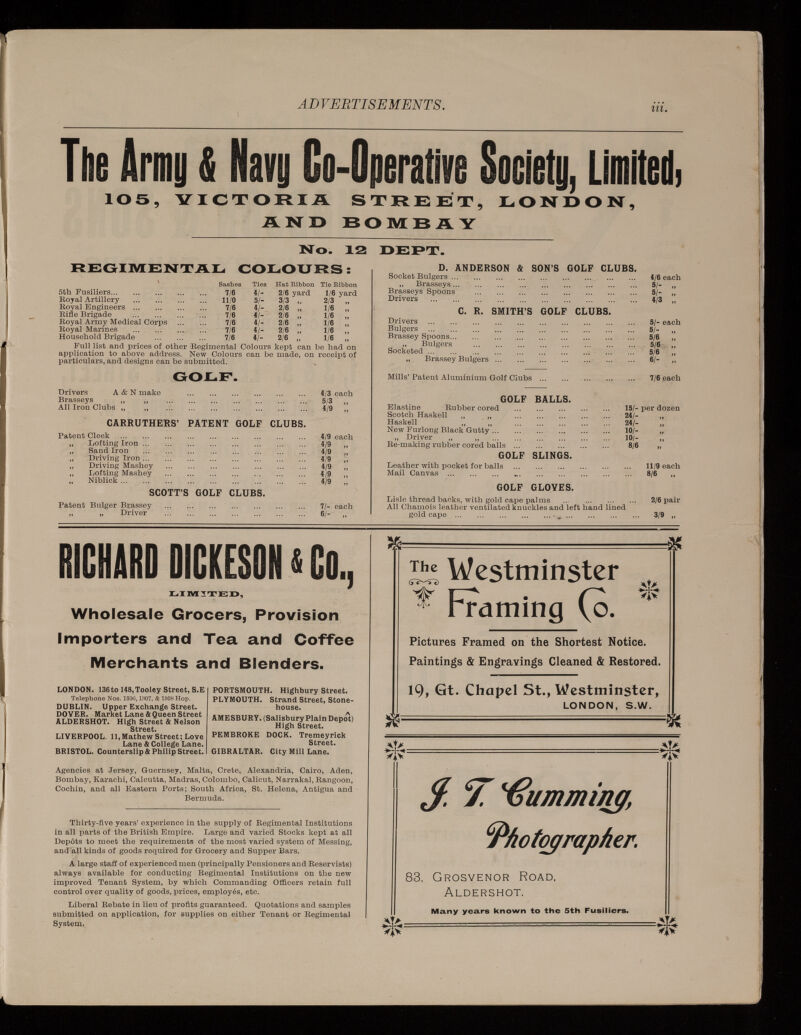 ADVERTISEMENTS.
iii.
The Army & Navy Co-Operative Society, Limited,
105, VICTORIA STREET, LONDON,
AND BOMBAY
No. 12 DEPT.
REGIMENTAL COLOURS:
Sashes Ties Hat Ribbon Tie Ribbon
5th Fusiliers... ... ... ... ... 7/6 4/- 2/6 yard 1/6 yard
Royal Artillery ... ... ... ... 11/0 5/- 3/3 „ 2/3 „
Royal Engineers ... ... ... ... 7/6 4/- 2/6 „ 1/6 „
Rifle Brigade ... ... ... ... 7/6 4/- 2/6 „ 1/6 „
Royal Army Medical Corps ... ... 7/6 4/- 2/6 „ 1/6 „
Royal Marines ... ... ... ... 7/6 4/- 2/6 „ 1/6 „
Household Brigade ... ... ... 7/6 4/- 2/6 „ 1/6 „
Full list and prices of other Regimental Colours kept can be had on
application to above address. New Colours can be made, on receipt of
particulars, and designs can be submitted.
GOLF.
Drivers A & N make ... ... ... ... ... ... 4/3 each
Brasseys „ „ ... ... ... ... ... ... 5/3 „
All Iron Clubs „ „ ... ... ... ... ... ... 4/9 „
CARRUTHERS' PATENT GOLF CLUBS.
Patent Cleek ... ... ... ... ... ... ... ... 4/9 each
„ Lofting Iron ... ... ... ... ... ... ... 4/9 „
„ Sand Iron ... ... ... ... ... ... ... 4/9 „
„ Driving Iron ... ... ... ... ... ... ... 4/9 „
„ Driving Mashey ... ... ... ... ... ... 4/9 „
„ Lofting Mashey ... ... ... ... ... ... 4/9 „
„ Niblick ... ... ... ... ... ... ... ... 4/9 „
SCOTT'S GOLF CLUBS.
Patent Bulger Brassey ... ... ... ... ... ... 7/- each
„ „ Driver ... ... ... ... ... ... 6/- „
D. ANDERSON & SON'S GOLF CLUBS.
Socket Bulgers ... ... ... ... ... ... ... ... 4/6 each
„ Brasseys ... ... ... ... ... ... ... ... 5/- „
Brasseys Spoons ... ... ... ... ... ... ... 5/- „
Drivers ... ... ... ... ... ... ... ... 4/3 „
C. R. SMITH'S GOLF CLUBS.
Drivers ... ... ... ... ... ... ... ... 5/- each
Bulgers ... ... ... ... ... ... ... ... 5/- „
Brassey Spoons... ... ... ... ... ... ... ... 5/6 „
„ Bulgers ... ... ... ... ... ... ... 5/6 „
Socketed ... ... ... ... ... ... ... ... 5/6 „
„ Brassey Bulgers ... ... ... ... ... ... 6/- „
Mills' Patent Aluminium Golf Clubs ... ... ... ... 7/6 each
GOLF BALLS.
Elastine Rubber cored ... ... ... ... ... 15/- per dozen
Scotch Haskell „ „ ... ... ... ... ... 24/- „
Haskell „ „ ... ... ... ... ... 24/- „
New Furlong Black Gutty ... ... ... ... ... ... 10/- „
„ Driver „ „ ... ... ... ... ... ... 10/- „
Re-making rubber cored balls ... ... ... ... ... 8/6 „
GOLF SLINGS.
Leather with pocket for balls ... ... ... ... ... 11/9 each
Mail Canvas ... ... ... ... ... ... ... ... 8/6 „
GOLF GLOVES.
Lisle thread backs, with gold cape palms ... ... ... ... 2/6 pair
All Chamois leather ventilated knuckles and left hand lined
gold cape ... ... ... ... ... ... ... ... 3/9 „
RICHARD DICKESON & Co.,
LIMITED,
Wholesale Grocers, Provision
Importers and Tea and Coffee
Merchants and Blenders.
LONDON. 136 to 148, Tooley Street, S.E
Telephone Nos. 1306, 1307, & 1308 Hop.
DUBLIN. Upper Exchange Street.
DOVER. Market Lane & Queen Street
ALDERSHOT. High Street & Nelson
Street.
LIVERPOOL. 11, Mathew Street; Love
Lane & College Lane.
BRISTOL. Counterslip & Philip Street.
PORTSMOUTH. Highbury Street.
PLYMOUTH. Strand Street, Stone-
house.
AMESBURY. (Salisbury Plain Depôt)
High Street.
PEMBROKE DOCK. Tremeyrick
Street.
GIBRALTAR. City Mill Lane.
Agencies at Jersey, Guernsey, Malta, Crete, Alexandria, Cairo, Aden,
Bombay, Karachi, Calcutta, Madras, Colombo, Calicut, Narrakal, Rangoon,
Cochin, and all Eastern Ports; South Africa, St. Helena, Antigua and
Bermuda.
Thirty-five years' experience in the supply of Regimental Institutions
in all parts of the British Empire. Large and varied Stocks kept at all
Depôts to meet the requirements of the most varied system of Messing,
and all kinds of goods required for Grocery and Supper Bars.
A large staff of experienced men (principally Pensioners and Reservists)
always available for conducting Regimental Institutions on the new
improved Tenant System, by which Commanding Officers retain full
control over quality of goods, prices, employés, etc.
Liberal Rebate in lieu of profits guaranteed. Quotations and samples
submitted on application, for supplies on either Tenant or Regimental
System.
The Westminster
Framing Co.
Pictures Framed on the Shortest Notice.
Paintings & Engravings Cleaned & Restored.
19, Gt. Chapel St., Westminster,
LONDON, S.W.
J. T. Cumming,
Photographer.
83, GROSVENOR ROAD,
ALDERSHOT.
Many years known to the 5th Fusiliers.